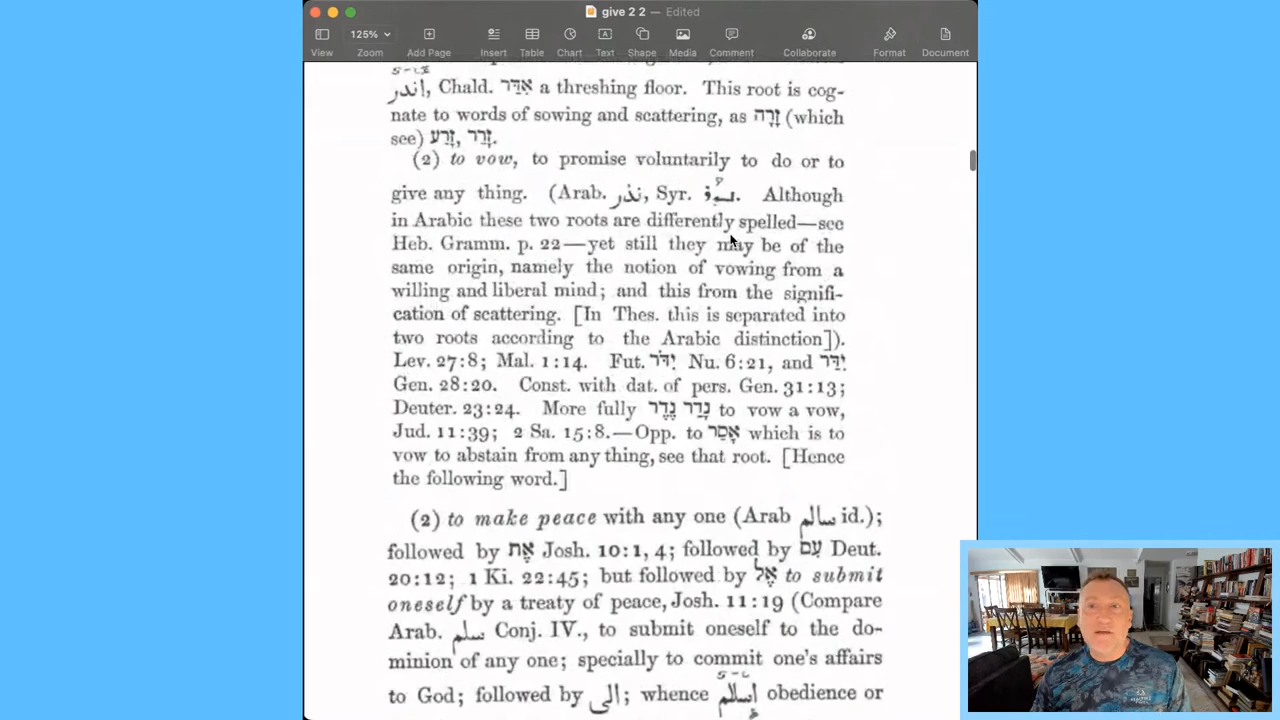 give 2 2 — Edited
125%
View Zoom Add Page Insert Table Chart Text Shape Media Comment Collaborate Format Document
اندر, Chald. אִדַּר a threshing floor. This root is cog-
nate to words of sowing and scattering, as זָרָה (which
see) זָרַר, זָרַע.
(2) to vow, to promise voluntarily to do or to
give any thing. (Arab. نذر, Syr. Although
in Arabic these two roots are differently spelled—see
Heb. Gramm. p. 22—yet still they may be of the
same origin, namely the notion of vowing from a
willing and liberal mind; and this from the signifi-
cation of scattering. [In Thes. this is separated into
two roots according to the Arabic distinction]).
Lev. 27:8; Mal. 1:14. Fut. יִדֹּר Nu. 6:21, and יִדַּר
Gen. 28:20. Const. with dat. of pers. Gen. 31:13;
Deuter. 23:24. More fully נָדַר נֶדֶר to vow a vow,
Jud. 11:39; 2 Sa. 15:8.—Opp. to אָסַר which is to
vow to abstain from any thing, see that root. [Hence
the following word.]
(2) to make peace with any one (Arab سالم id.);
followed by אֶת Josh. 10:1, 4; followed by עִם Deut.
20:12; 1 Ki. 22:45; but followed by אֶל to submit
oneself by a treaty of peace, Josh. 11:19 (Compare
Arab. سلم Conj. IV., to submit oneself to the do-
minion of any one; specially to commit one's affairs
to God; followed by الى; whence إسلام obedience or